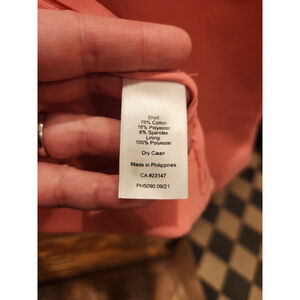 Shell:
76% Cotton
16% Polyester
8% Spandex
Lining:
100% Polyester
Dry Clean
Made in Philippines
CA #23147
PH5090 09/21